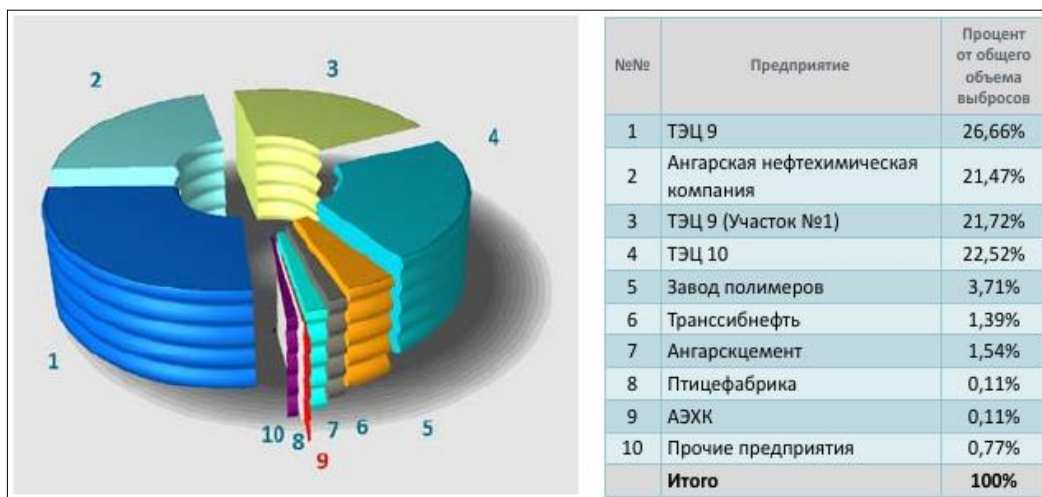 2
3
4
1
10
8
9
7
6
5
№№
Предприятие
Процент
от общего
объема
выбросов
1 ТЭЦ 9 26,66%
2 Ангарская нефтехимическая
компания 21,47%
3 ТЭЦ 9 (Участок №1) 21,72%
4 ТЭЦ 10 22,52%
5 Завод полимеров 3,71%
6 Транссибнефть 1,39%
7 Ангарскцемент 1,54%
8 Птицефабрика 0,11%
9 АЭХК 0,11%
10 Прочие предприятия 0,77%
Итого 100%